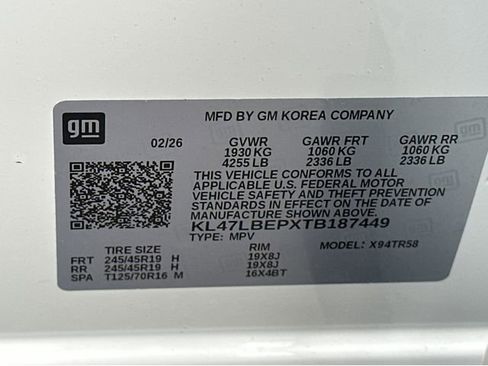 gm
MFD BY GM KOREA COMPANY
02/26 GVWR GAWR FRT GAWR RR
1930 KG 1060 KG 1060 KG
4255 LB 2336 LB 2336 LB
THIS VEHICLE CONFORMS TO ALL
APPLICABLE U.S. FEDERAL MOTOR
VEHICLE SAFETY AND THEFT PREVENTION
STANDARDS IN EFFECT ON THE DATE OF
MANUFACTURE SHOWN ABOVE.
KL47LBEPXTB187449
TYPE: MPV MODEL: X94TR58
TIRE SIZE RIM
FRT 245/45R19 H 19X8J
RR 245/45R19 H 19X8J
SPA T125/70R16 M 16X4BT